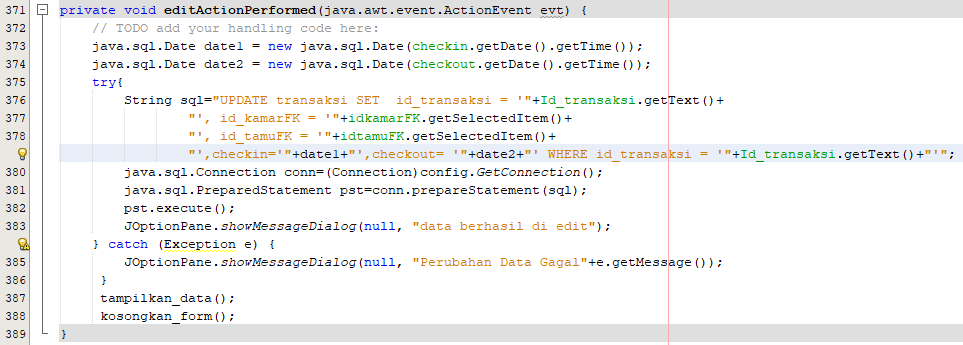 371 private void editActionPerformed(java.awt.event.ActionEvent evt) {
372 // TODO add your handling code here:
373 java.sql.Date date1 = new java.sql.Date(checkin.getDate().getTime());
374 java.sql.Date date2 = new java.sql.Date(checkout.getDate().getTime());
375 try{
376 String sql="UPDATE transaksi SET  id_transaksi = '"+Id_transaksi.getText()+
377 "', id_kamarFK = '"+idkamarFK.getSelectedItem()+
378 "', id_tamuFK = '"+idtamuFK.getSelectedItem()+
"',checkin='"+date1+"',checkout= '"+date2+"' WHERE id_transaksi = '"+Id_transaksi.getText()+"'";
380 java.sql.Connection conn=(Connection)config.GetConnection();
381 java.sql.PreparedStatement pst=conn.prepareStatement(sql);
382 pst.execute();
383 JOptionPane.showMessageDialog(null, "data berhasil di edit");
} catch (Exception e) {
385 JOptionPane.showMessageDialog(null, "Perubahan Data Gagal"+e.getMessage());
386 }
387 tampilkan_data();
388 kosongkan_form();
389 }